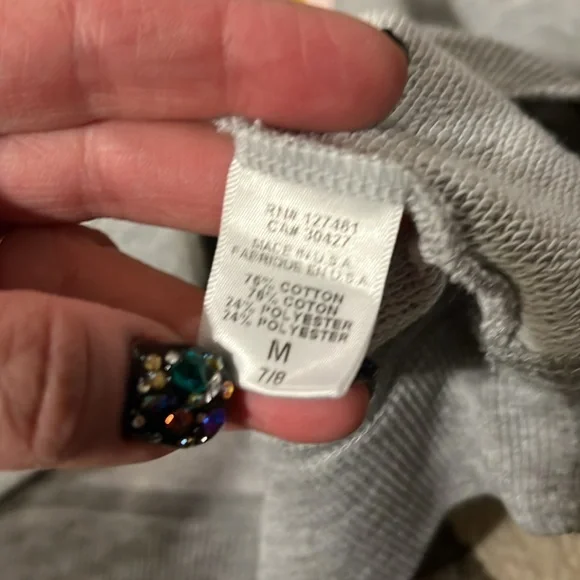 RN# 127481
CA# 30427
MADE IN U.S.A
FABRIQUE EN U.S.A
76% COTTON
76% COTON
24% POLYESTER
24% POLYESTER
M
7/8